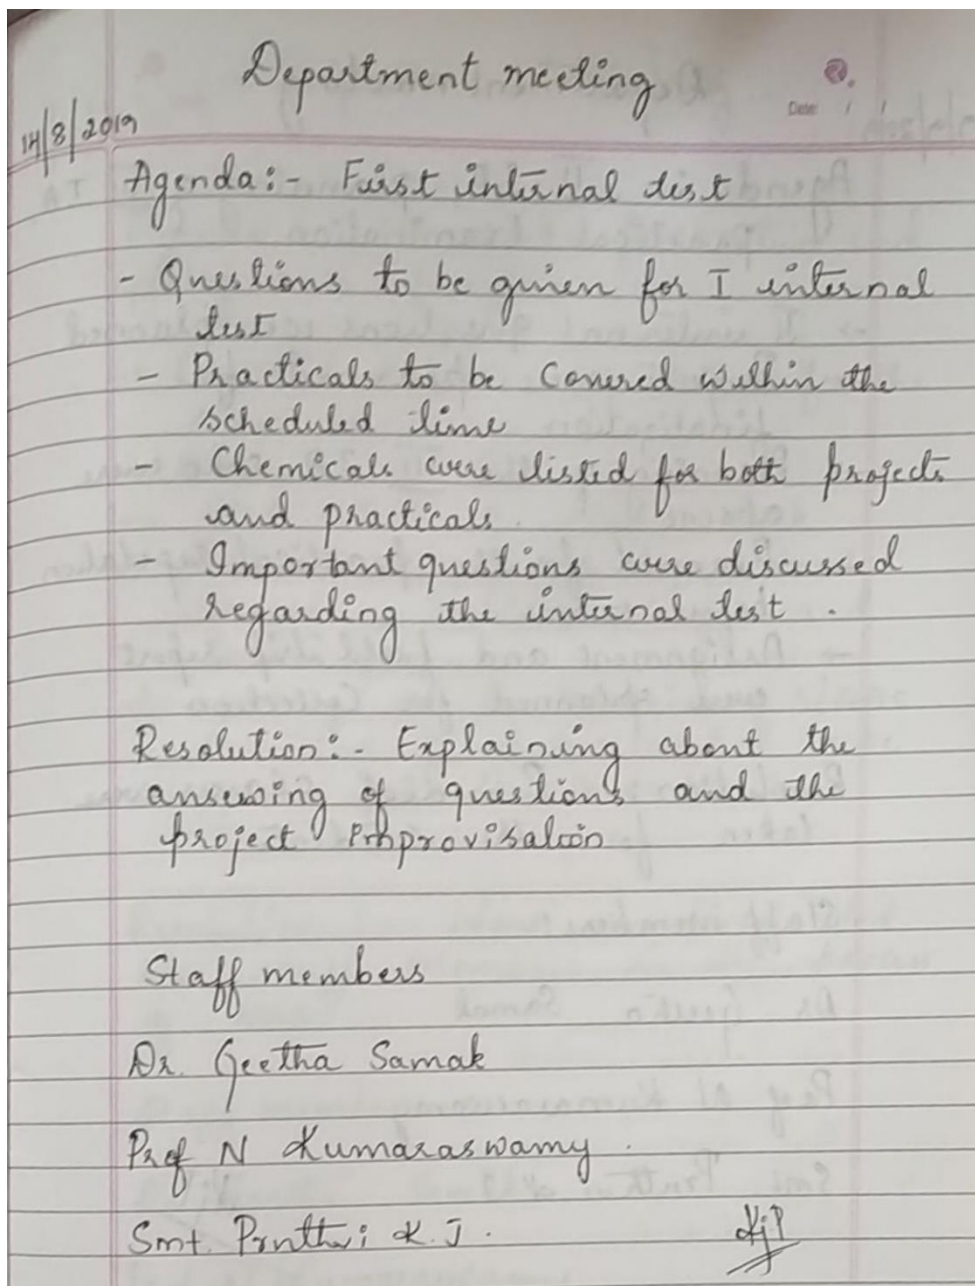 Department meeting
Date: / /
14/8/2019
Agenda:- First internal test
- Questions to be given for I internal
test
- Practicals to be Covered within the
scheduled time
- Chemicals were listed for both projects
and practicals.
- Important questions were discussed
regarding the internal test.
Resolution:- Explaining about the
answing of questions and the
project
Staff members
Dr. Geetha Samak
Prof N Kumaraswamy.
Smt. Pruthvi K.J.